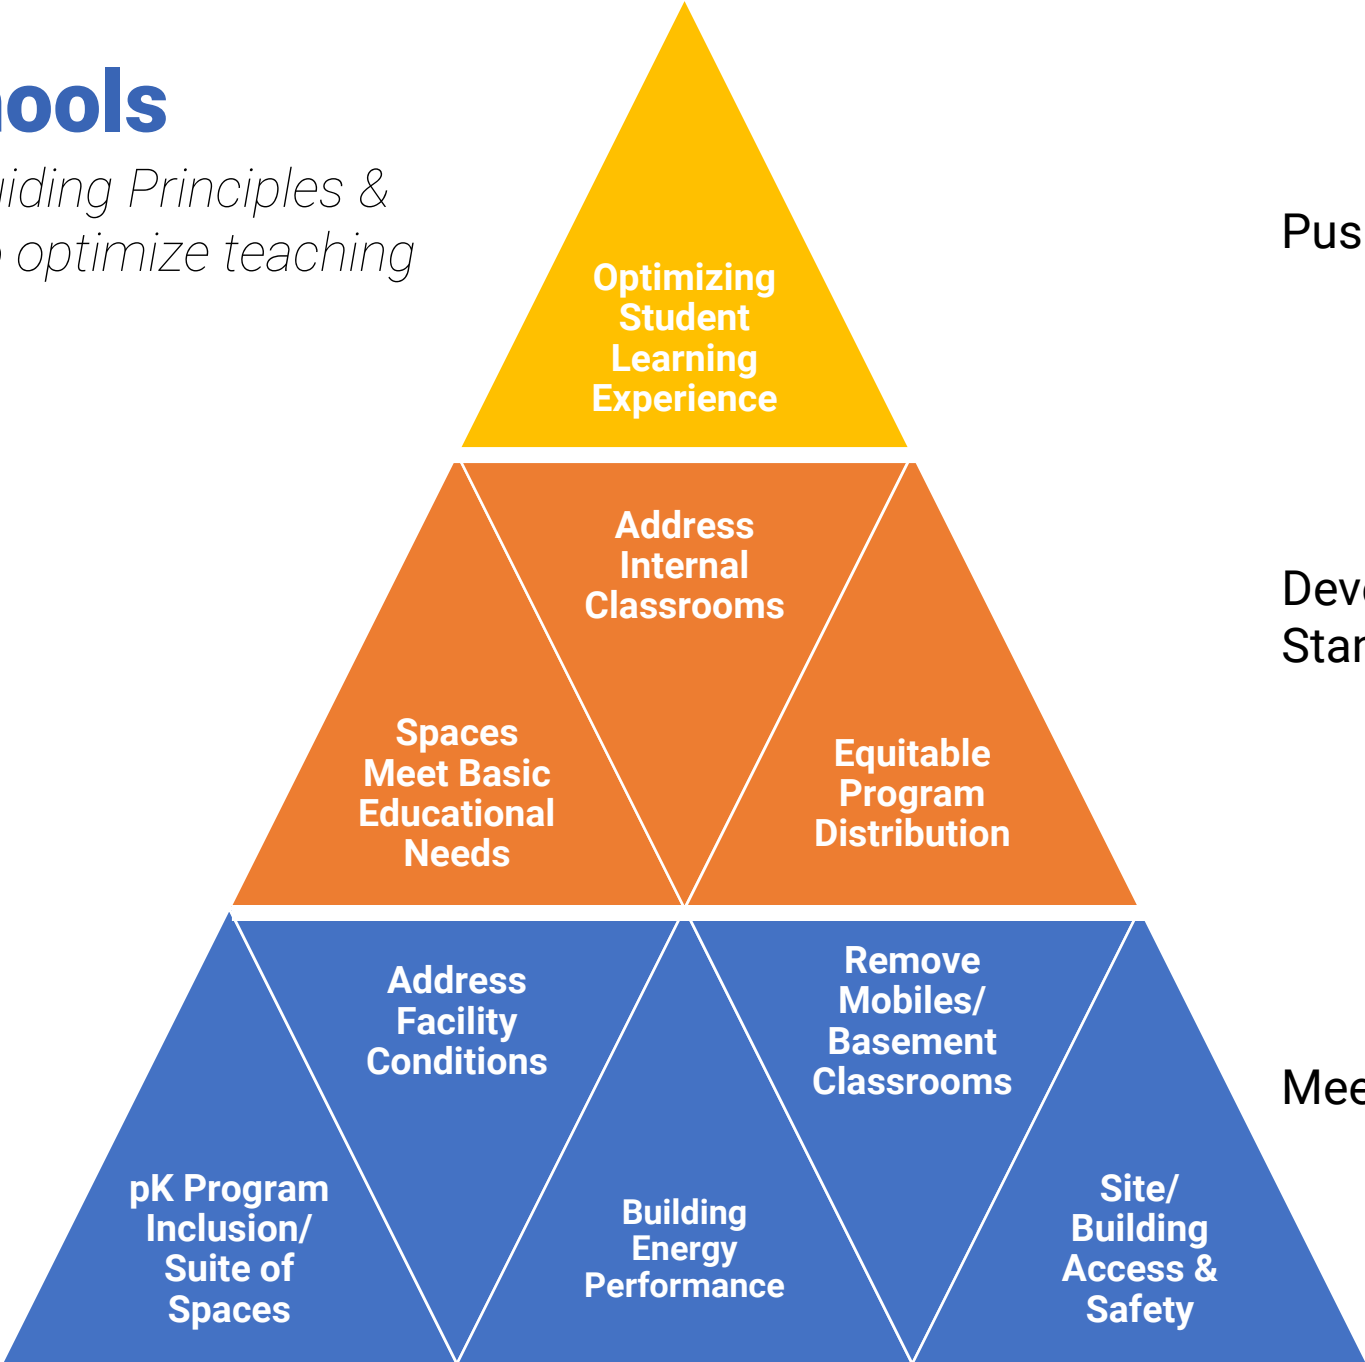 hools
iding Principles &
optimize teaching
Pus
Optimizing
Student
Learning
Experience
Address
Internal
Classrooms
Deve
Stan
Spaces
Meet Basic
Educational
Needs
Equitable
Program
Distribution
Address
Facility
Conditions
Remove
Mobiles/
Basement
Classrooms
Mee
pK Program
Inclusion/
Suite of
Spaces
Building
Energy
Performance
Site/
Building
Access &
Safety